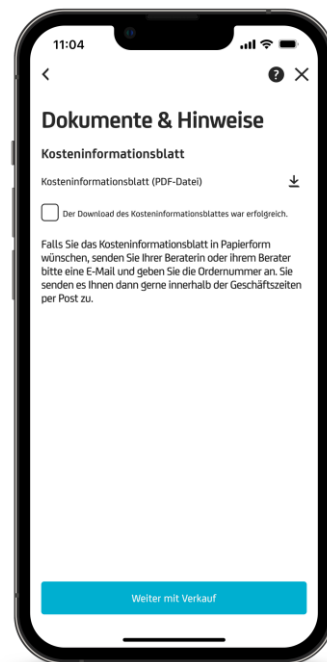 11:04
?
Dokumente & Hinweise
Kosteninformationsblatt
Kosteninformationsblatt (PDF-Datei)
Der Download des Kosteninformationsblattes war erfolgreich.
Falls Sie das Kosteninformationsblatt in Papierform
wünschen, senden Sie Ihrer Beraterin oder ihrem Berater
bitte eine E-Mail und geben Sie die Ordernummer an. Sie
senden es Ihnen dann gerne innerhalb der Geschäftszeiten
per Post zu.
Weiter mit Verkauf